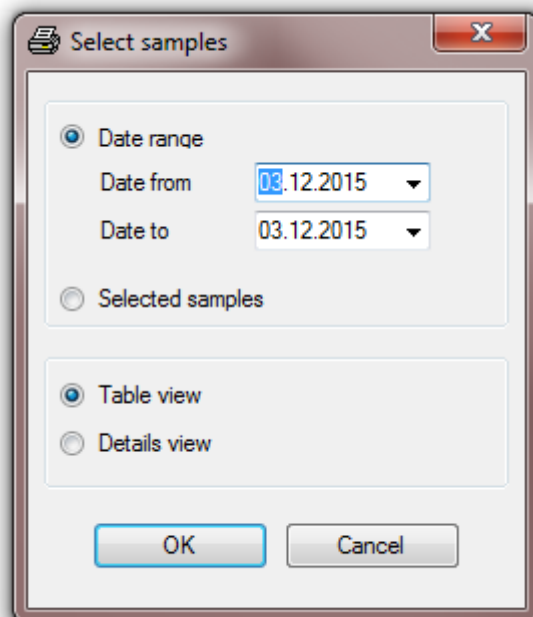 Select samples
Date range
Date from 03.12.2015
Date to 03.12.2015
Selected samples
Table view
Details view
OK Cancel